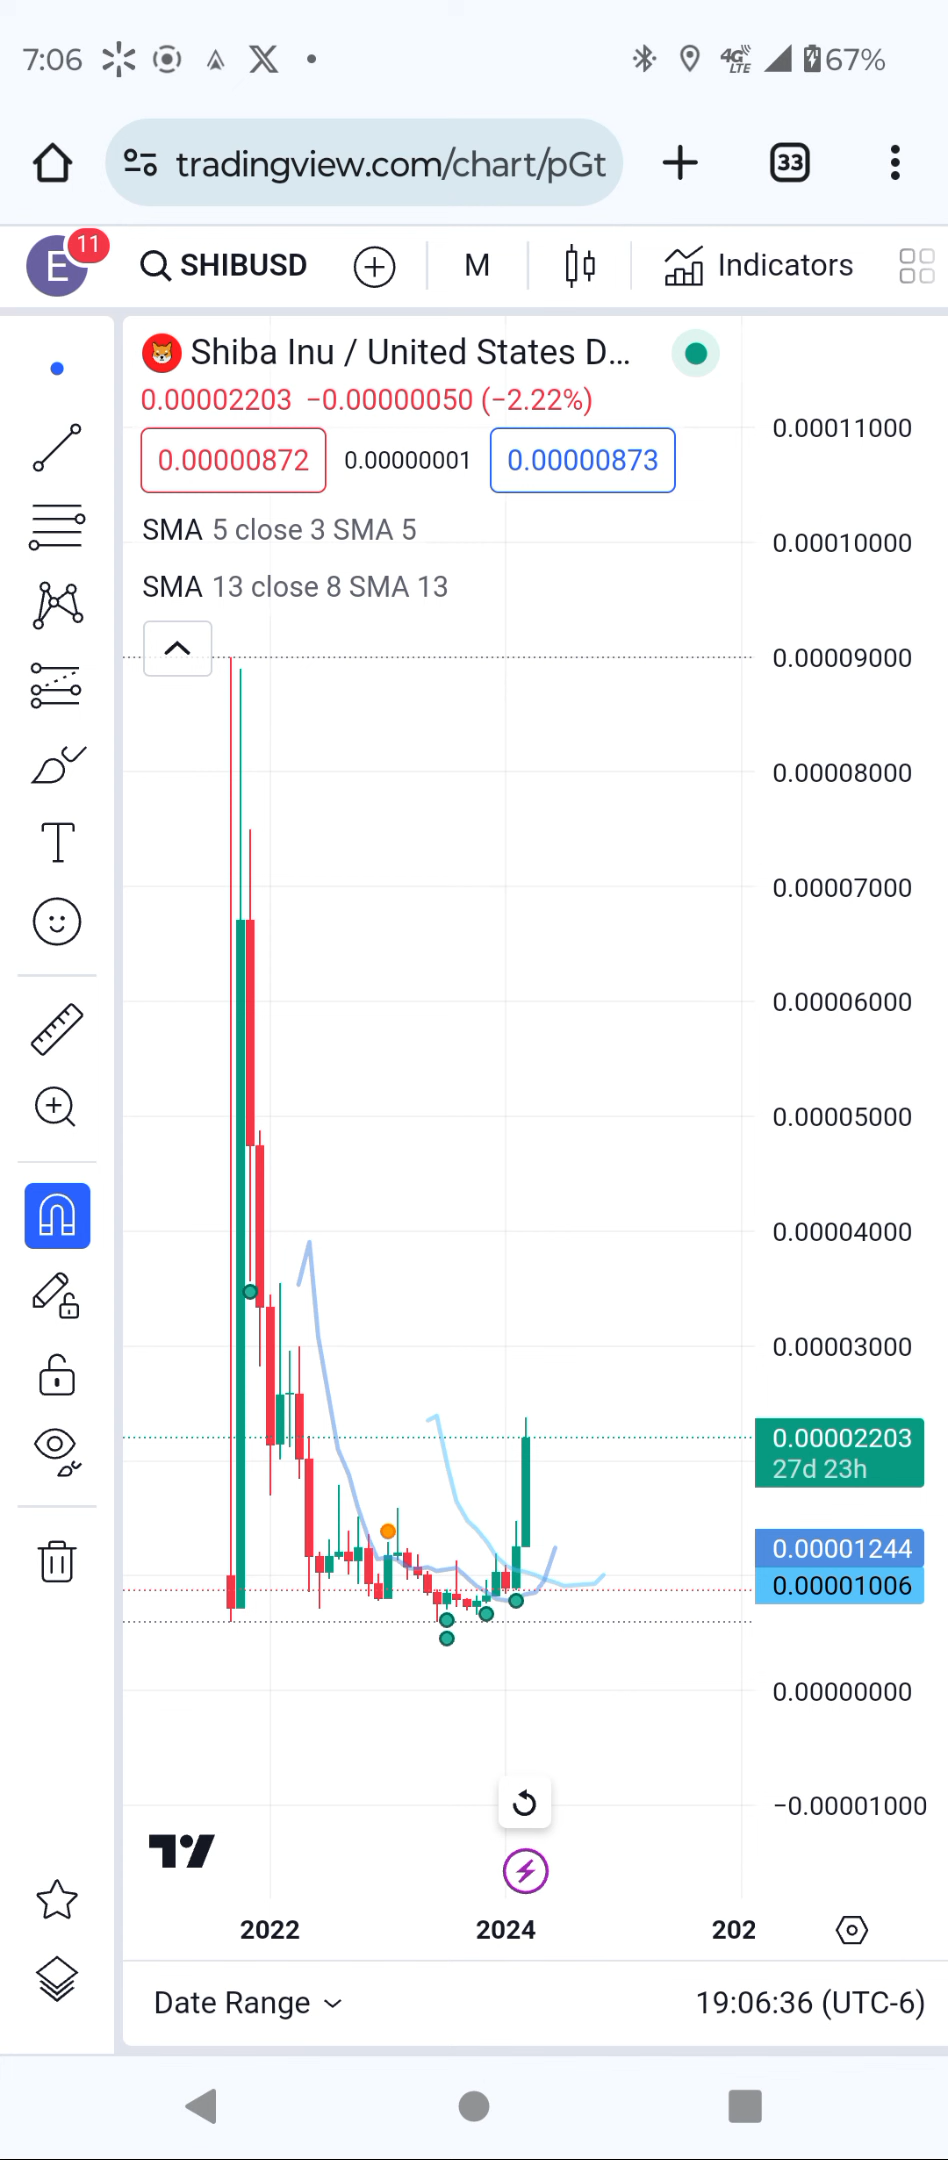 7:06 67%
4G LTE
tradingview.com/chart/pGt 33
E 11 SHIBUSD M Indicators
Shiba Inu / United States D...
0.00002203 −0.00000050 (−2.22%)
0.00000872 0.00000001 0.00000873
SMA 5 close 3 SMA 5
SMA 13 close 8 SMA 13
0.00011000
0.00010000
0.00009000
0.00008000
0.00007000
0.00006000
0.00005000
0.00004000
0.00003000
0.00002203
27d 23h
0.00001244
0.00001006
0.00000000
−0.00001000
2022 2024 202
Date Range 19:06:36 (UTC-6)